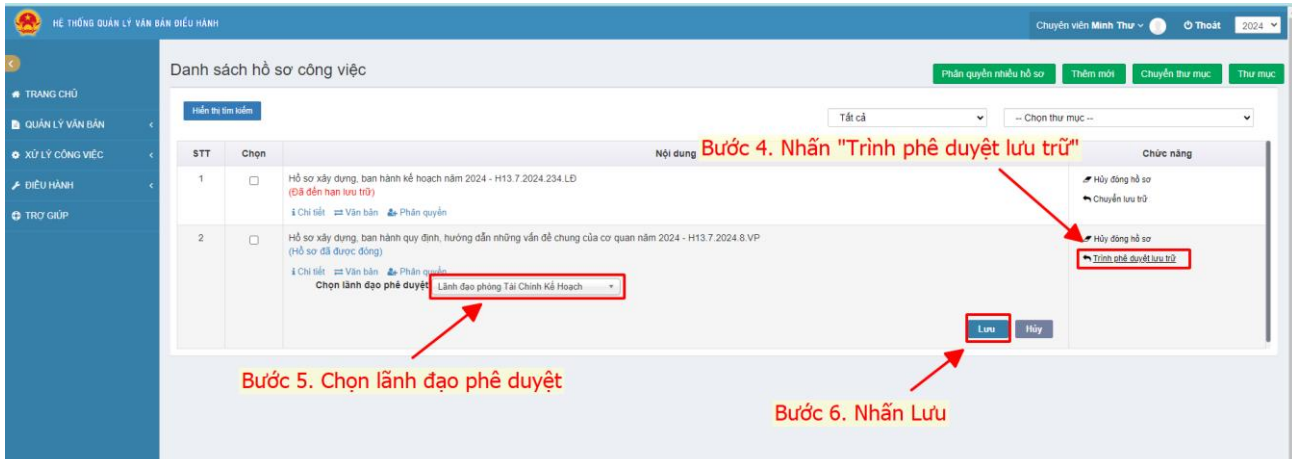 HỆ THỐNG QUẢN LÝ VĂN BẢN ĐIỀU HÀNH
Chuyên viên Minh Thư
Thoát
2024
Danh sách hồ sơ công việc
Phân quyền nhiều hồ sơ
Thêm mới
Chuyển thư mục
Thư mục
TRANG CHỦ
QUẢN LÝ VĂN BẢN
XỬ LÝ CÔNG VIỆC
ĐIỀU HÀNH
TRỢ GIÚP
Hiển thị tìm kiếm
Tất cả
-- Chọn thư mục --
Bước 4. Nhấn "Trình phê duyệt lưu trữ"
STT Chọn Nội dung Chức năng
1 Hồ sơ xây dựng, ban hành kế hoạch năm 2024 - H13.7.2024.234.LĐ
(Đã đến hạn lưu trữ)
Chi tiết Văn bản Phân quyền
Hủy đóng hồ sơ
Chuyển lưu trữ
2 Hồ sơ xây dựng, ban hành quy định, hướng dẫn những vấn đề chung của cơ quan năm 2024 - H13.7.2024.8.VP
(Hồ sơ đã được đóng)
Chi tiết Văn bản Phân quyền
Hủy đóng hồ sơ
Trình phê duyệt lưu trữ
Chọn lãnh đạo phê duyệt Lãnh đạo phòng Tài Chính Kế Hoạch
Lưu Hủy
Bước 5. Chọn lãnh đạo phê duyệt
Bước 6. Nhấn Lưu